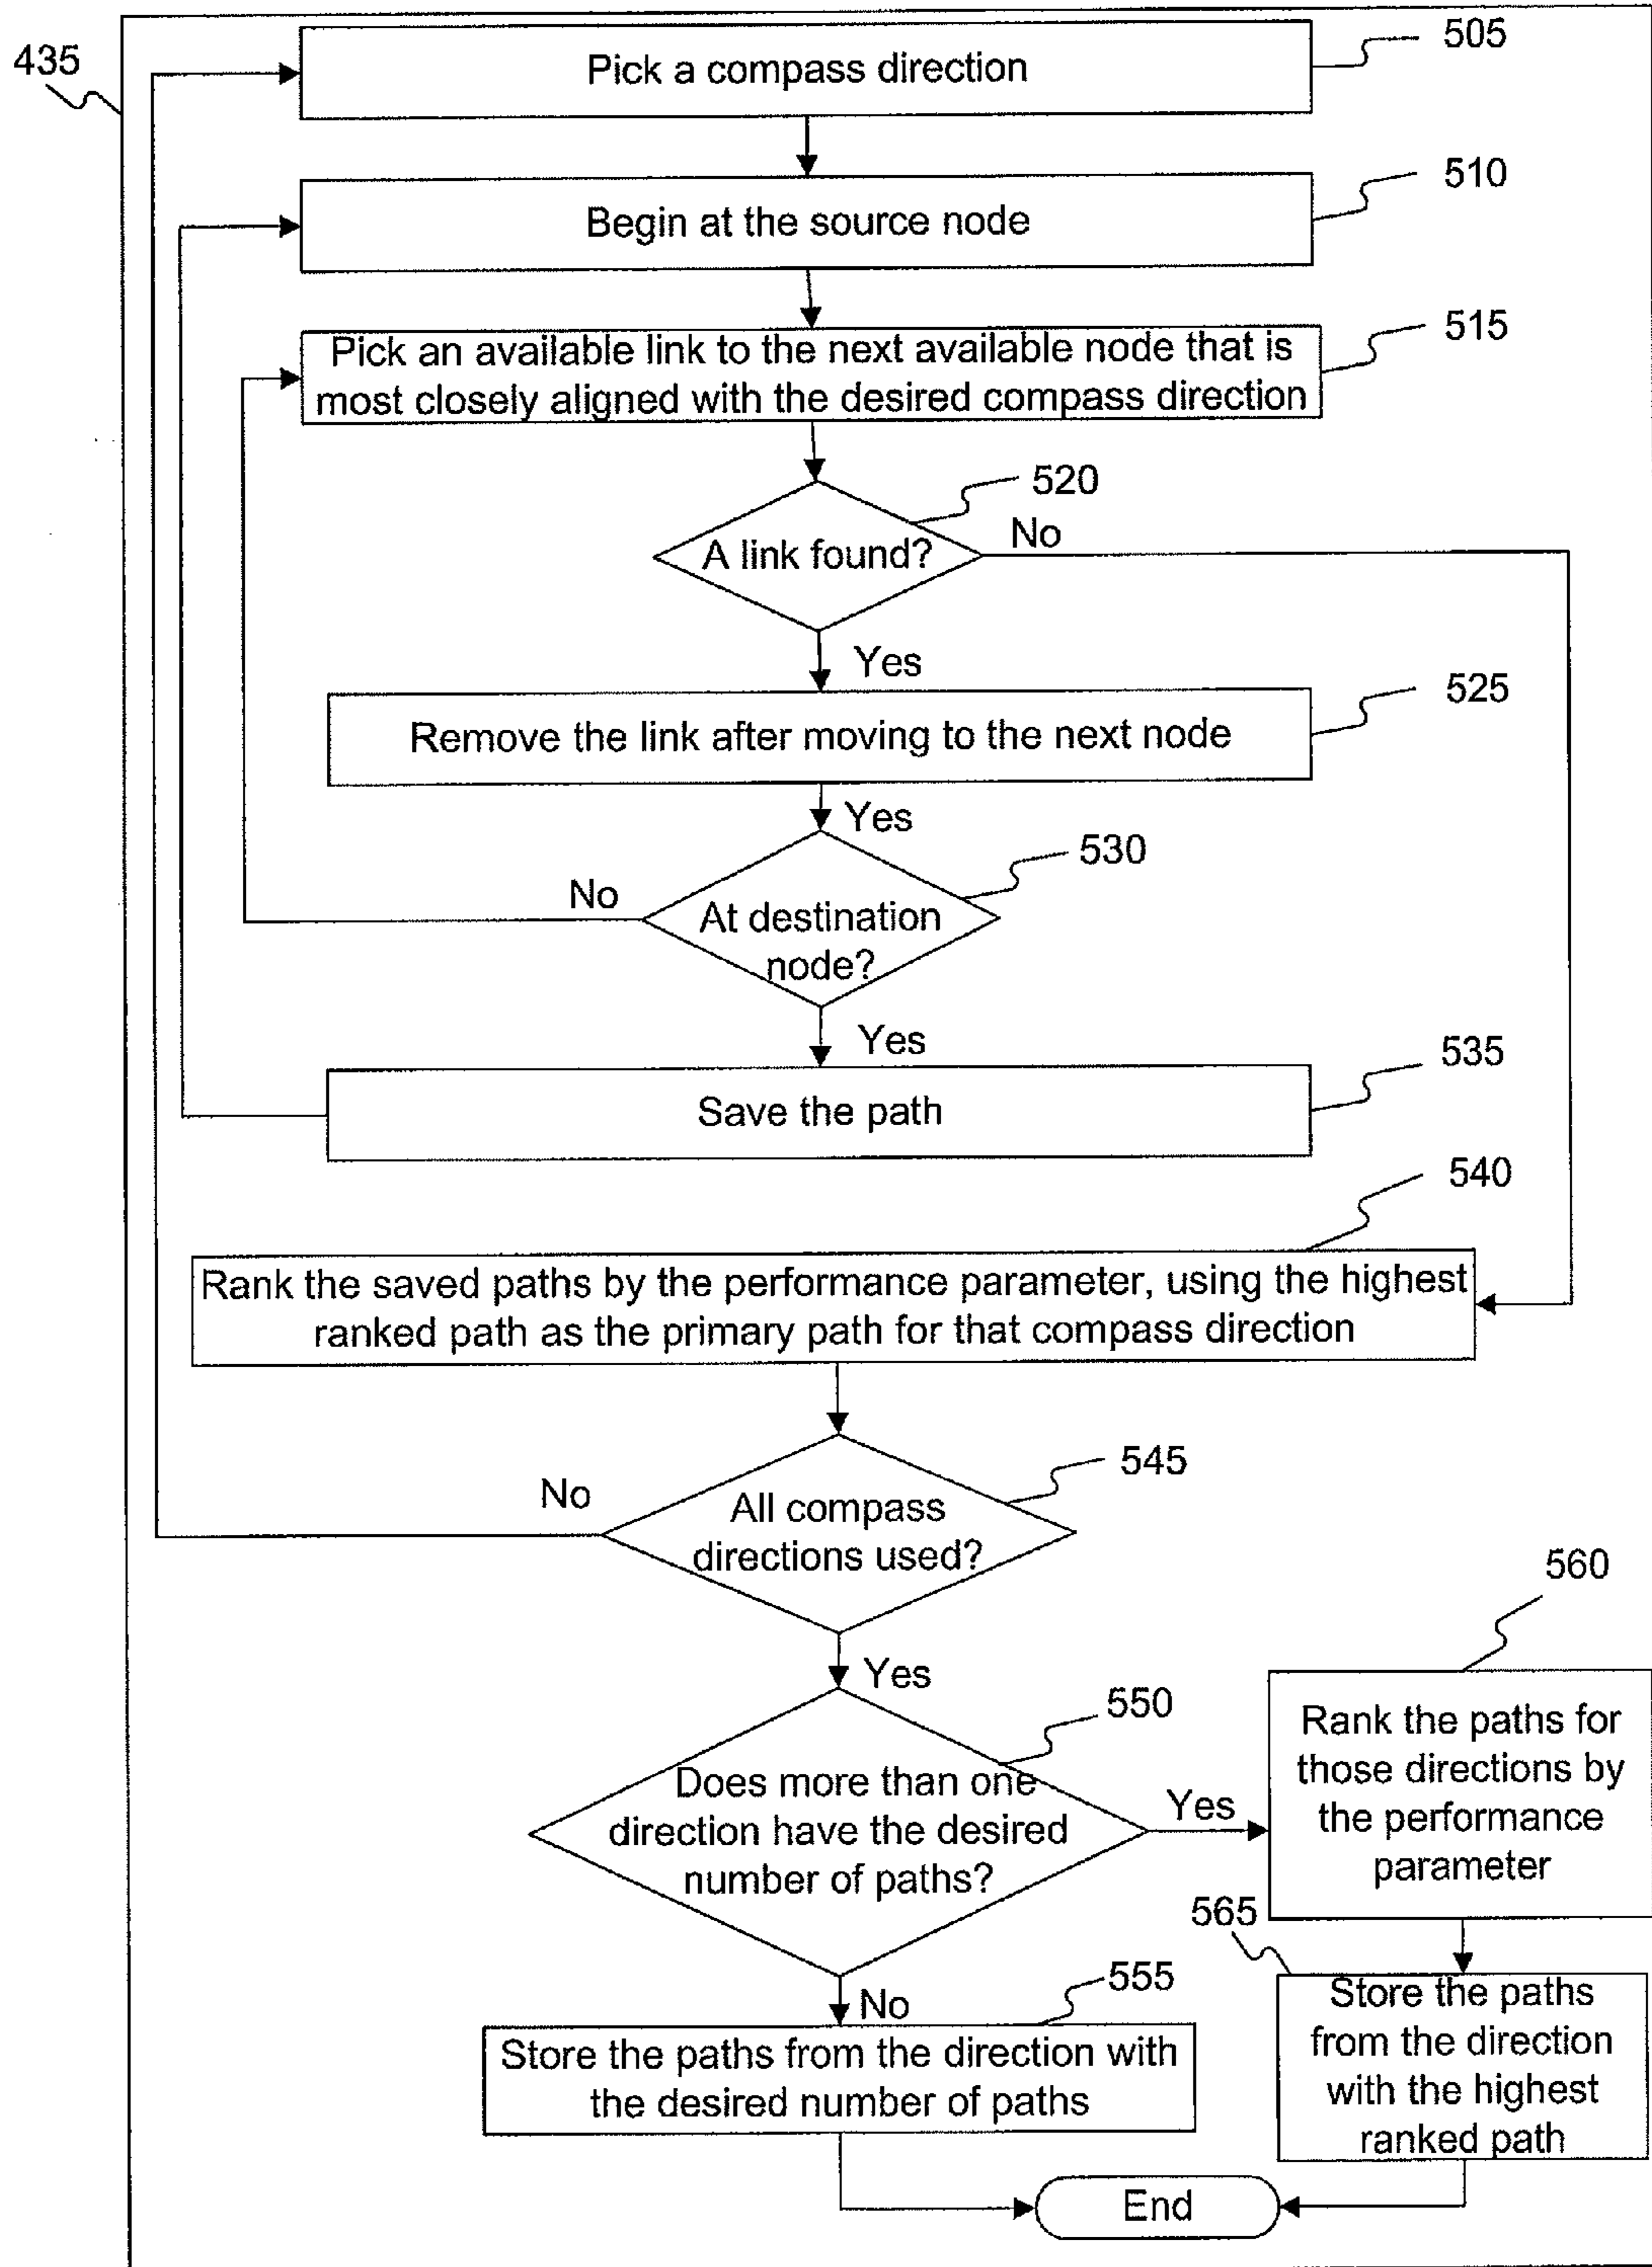 435
505
Pick a compass direction
510
Begin at the source node
515
Pick an available link to the next available node that is
most closely aligned with the desired compass direction
520
A link found?
No
Yes
525
Remove the link after moving to the next node
Yes
530
No
At destination
node?
Yes
535
Save the path
540
Rank the saved paths by the performance parameter, using the highest
ranked path as the primary path for that compass direction
545
No
All compass
directions used?
Yes
550
Does more than one
direction have the desired
number of paths?
Yes
560
Rank the paths for
those directions by
the performance
parameter
No
555
Store the paths from the direction with
the desired number of paths
565
Store the paths
from the direction
with the highest
ranked path
End